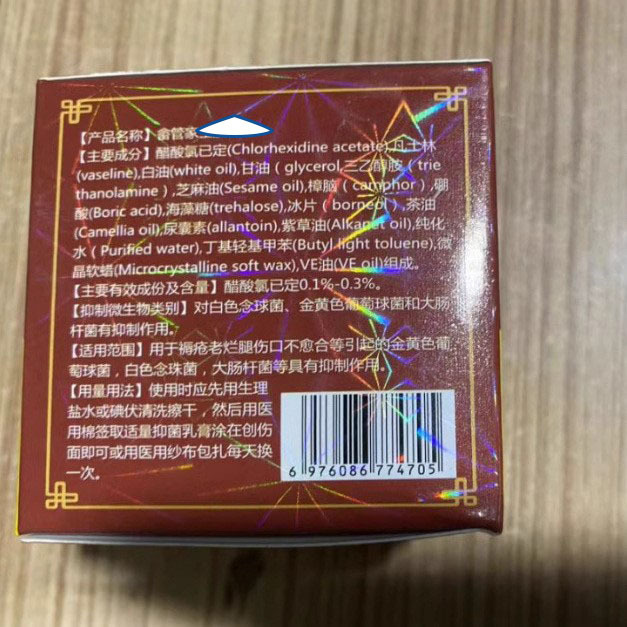 【产品名称】俞管家
【主要成分】醋酸氯已定(Chlorhexidine acetate),凡士林
(vaseline),白油(white oil),甘油(glycerol,三乙醇胺(trie
thanolamine),芝麻油(Sesame oil),樟脑(camphor),硼
酸(Boric acid),海藻糖(trehalose),冰片(borneol),茶油
(Camellia oil),尿囊素(allantoin),紫草油(Alkanet oil),纯化
水(Purified water),丁基轻基甲苯(Butyl light toluene),微
晶软蜡(Microcrystalline soft wax),VE油(VE oil)组成。
【主要有效成份及含量】醋酸氯已定0.1%-0.3%。
【抑制微生物类别】对白色念球菌、金黄色葡萄球菌和大肠
杆菌有抑制作用。
【适用范围】用于褥疮老烂腿伤口不愈合等引起的金黄色葡
萄球菌,白色念珠菌,大肠杆菌等具有抑制作用。
【用量用法】使用时应先用生理
盐水或碘伏清洗擦干,然后用医
用棉签取适量抑菌乳膏涂在创伤
面即可或用医用纱布包扎每天换
一次。
6 976086 774705